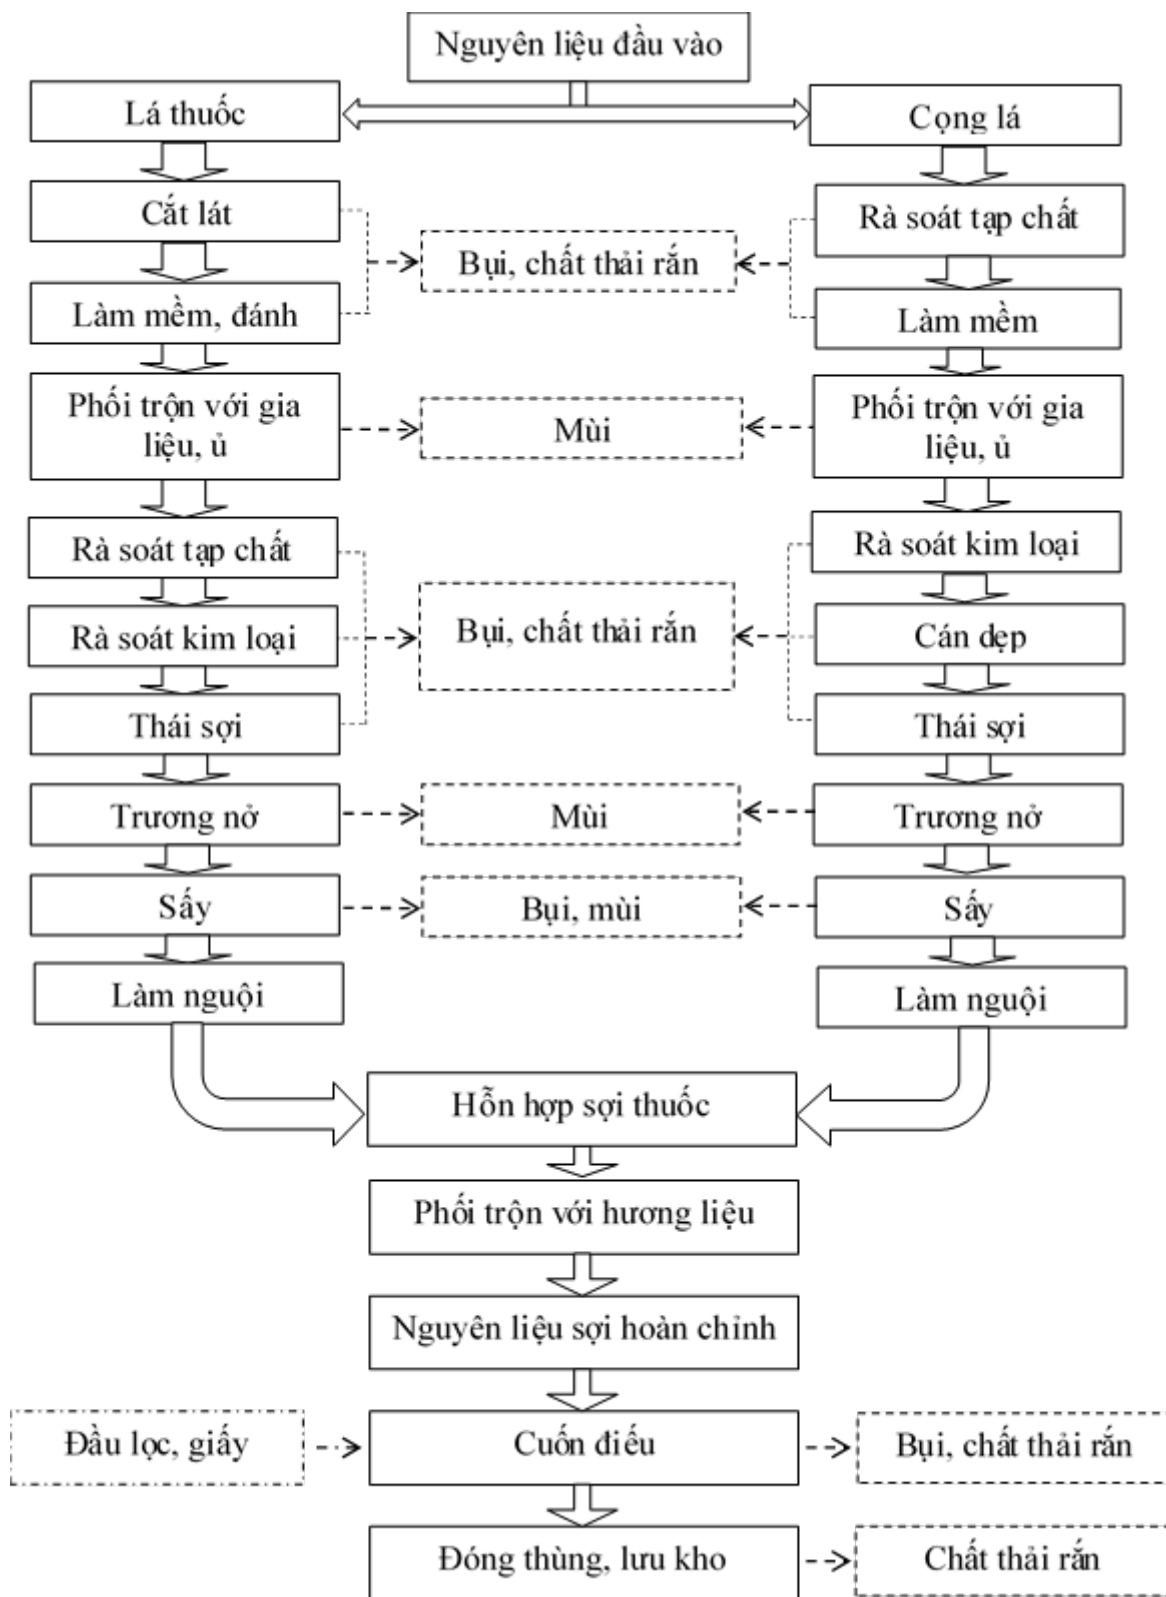 Nguyên liệu đầu vào
Lá thuốc
Cọng lá
Cắt lát
Rà soát tạp chất
Bụi, chất thải rắn
Làm mềm, đánh
Làm mềm
Phối trộn với gia
liệu, ủ
Mùi
Phối trộn với gia
liệu, ủ
Rà soát tạp chất
Rà soát kim loại
Rà soát kim loại
Bụi, chất thải rắn
Cán dẹp
Thái sợi
Thái sợi
Trương nở
Mùi
Trương nở
Sấy
Bụi, mùi
Sấy
Làm nguội
Làm nguội
Hỗn hợp sợi thuốc
Phối trộn với hương liệu
Nguyên liệu sợi hoàn chỉnh
Đầu lọc, giấy
Cuốn điếu
Bụi, chất thải rắn
Đóng thùng, lưu kho
Chất thải rắn